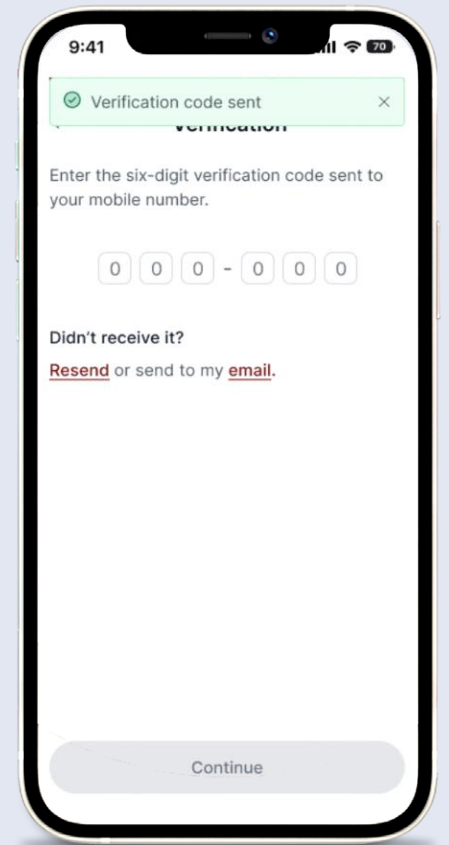 9:41
70
Verification code sent
Verification
Enter the six-digit verification code sent to
your mobile number.
0 0 0 - 0 0 0
Didn't receive it?
Resend or send to my email.
Continue